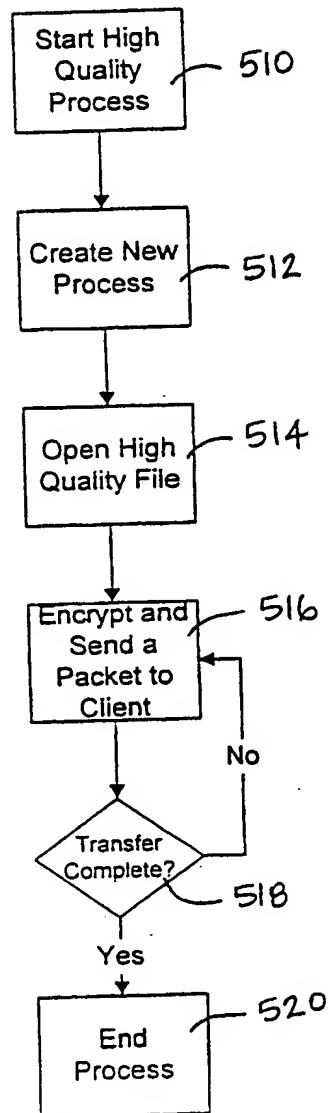 Start High
Quality
Process
510
Create New
Process
512
Open High
Quality File
514
Encrypt and
Send a
Packet to
Client
516
No
Transfer
Complete?
518
Yes
End
Process
520